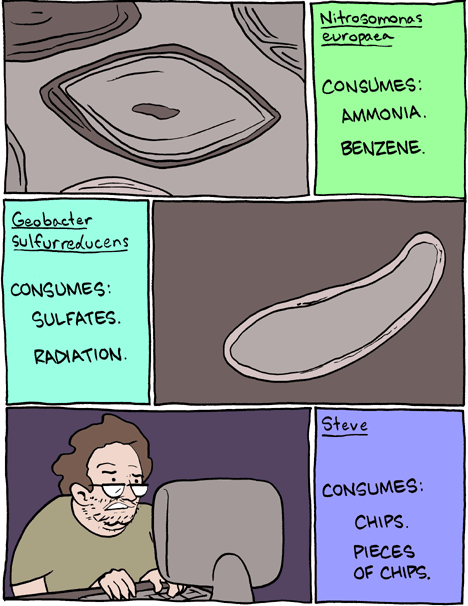 Nitrosomonas
europaea
CONSUMES:
AMMONIA.
BENZENE.
Geobacter
sulfurreducens
CONSUMES:
SULFATES.
RADIATION.
Steve
CONSUMES:
CHIPS.
PIECES
OF CHIPS.